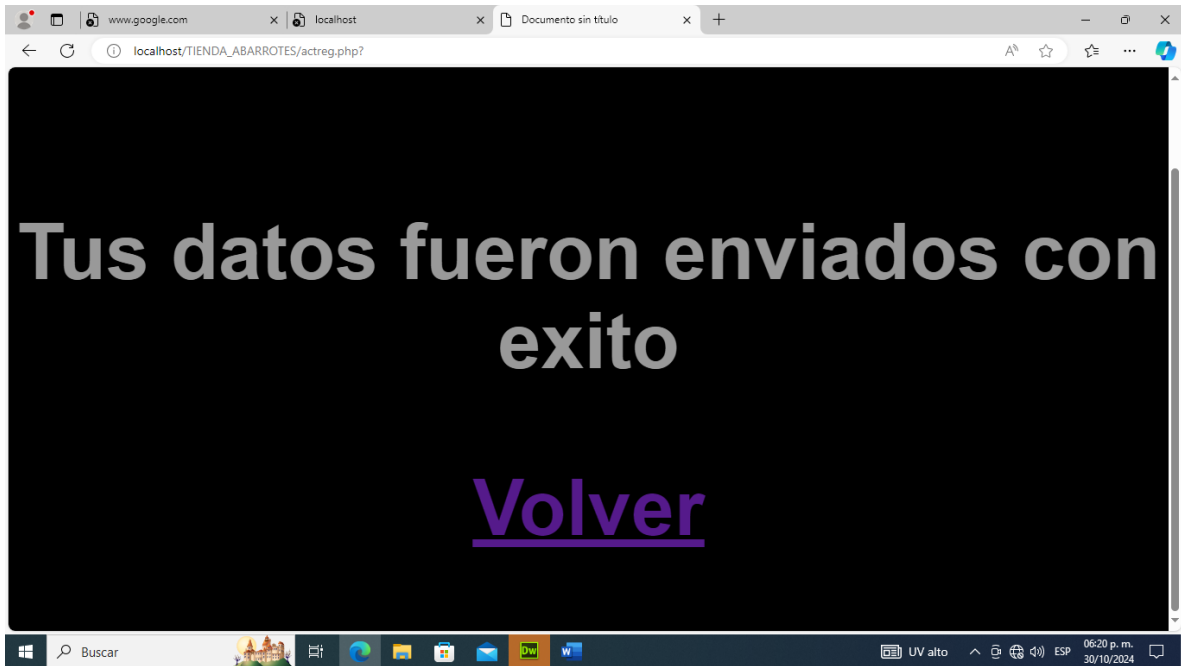 www.google.com
localhost
Documento sin título
localhost/TIENDA_ABARROTES/actreg.php?
Tus datos fueron enviados con
exito
Volver
Buscar
Dw
W
UV alto
ESP
06:20 p. m.
30/10/2024